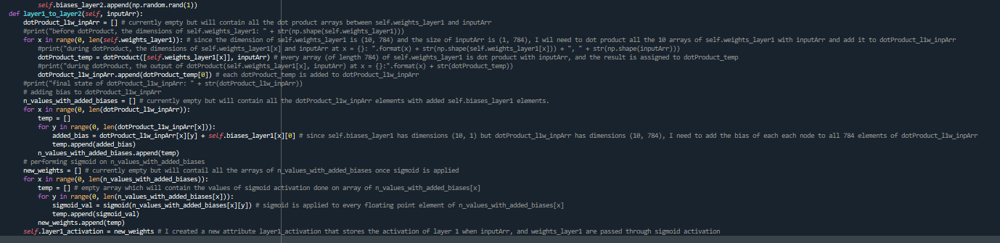 self.biases_layer2.append(np.random.rand(1))
def layer1_to_layer2(self, inputArr):
dotProduct_l1w_inpArr = [] # currently empty but will contain all the dot product arrays between self.weights_layer1 and inputArr
#print("before dotProduct, the dimensions of self.weights_layer1: " + str(np.shape(self.weights_layer1)))
for x in range(0, len(self.weights_layer1)): # since the dimension of self.weights_layer1 is (10, 784) and the size of inputArr is (1, 784), I wil need to dot product all the 10 arrays of self.weights_layer1 with inputArr and add it to dotProduct_l1w_inpArr
#print("during dotProduct, the dimensions of self.weights_layer1[x] and inputArr at x = {}: ".format(x) + str(np.shape(self.weights_layer1[x])) + ", " + str(np.shape(inputArr)))
dotProduct_temp = dotProduct([self.weights_layer1[x]], inputArr) # every array (of length 784) of self.weights_layer1 is dot product with inputArr, and the result is assigned to dotProduct_temp
#print("during dotProduct, the output of dotProduct(self.weights_layer1[x], inputArr) at x = {}:".format(x) + str(dotProduct_temp))
dotProduct_l1w_inpArr.append(dotProduct_temp[0]) # each dotProduct_temp is added to dotProduct_l1w_inpArr
#print("final state of dotProduct_l1w_inpArr: " + str(dotProduct_l1w_inpArr))
# adding bias to dotProduct_l1w_inpArr
n_values_with_added_biases = [] # currently empty but will contain all the dotProduct_l1w_inpArr elements with added self.biases_layer1 elements.
for x in range(0, len(dotProduct_l1w_inpArr)):
temp = []
for y in range(0, len(dotProduct_l1w_inpArr[x])):
added_bias = dotProduct_l1w_inpArr[x][y] + self.biases_layer1[x][0] # since self.biases_layer1 has dimensions (10, 1) but dotProduct_l1w_inpArr has dimensions (10, 784), I need to add the bias of each each node to all 784 elements of dotProduct_l1w_inpArr
temp.append(added_bias)
n_values_with_added_biases.append(temp)
# performing sigmoid on n_values_with_added_biases
new_weights = [] # currently empty but will contail all the arrays of n_values_with_added_biases once sigmoid is applied
for x in range(0, len(n_values_with_added_biases)):
temp = [] # empty array which will contain the values of sigmoid activation done on array of n_values_with_added_biases[x]
for y in range(0, len(n_values_with_added_biases[x])):
sigmoid_val = sigmoid(n_values_with_added_biases[x][y]) # sigmoid is applied to every floating point element of n_values_with_added_biases[x]
temp.append(sigmoid_val)
new_weights.append(temp)
self.layer1_activation = new_weights # I created a new attribute layer1_activation that stores the activation of layer 1 when inputArr, and weights_layer1 are passed through sigmoid activation